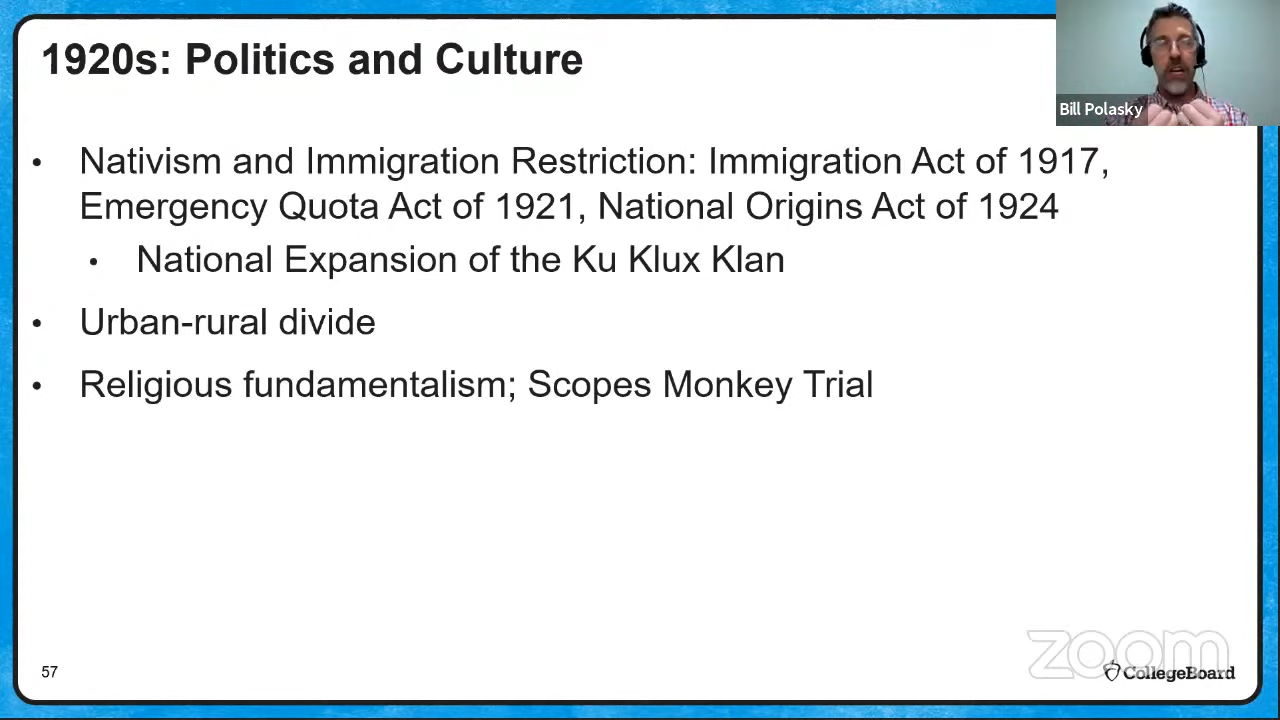 1920s: Politics and Culture
Bill Polasky
• Nativism and Immigration Restriction: Immigration Act of 1917,
Emergency Quota Act of 1921, National Origins Act of 1924
• National Expansion of the Ku Klux Klan
• Urban-rural divide
• Religious fundamentalism; Scopes Monkey Trial
57
zoom
CollegeBoard